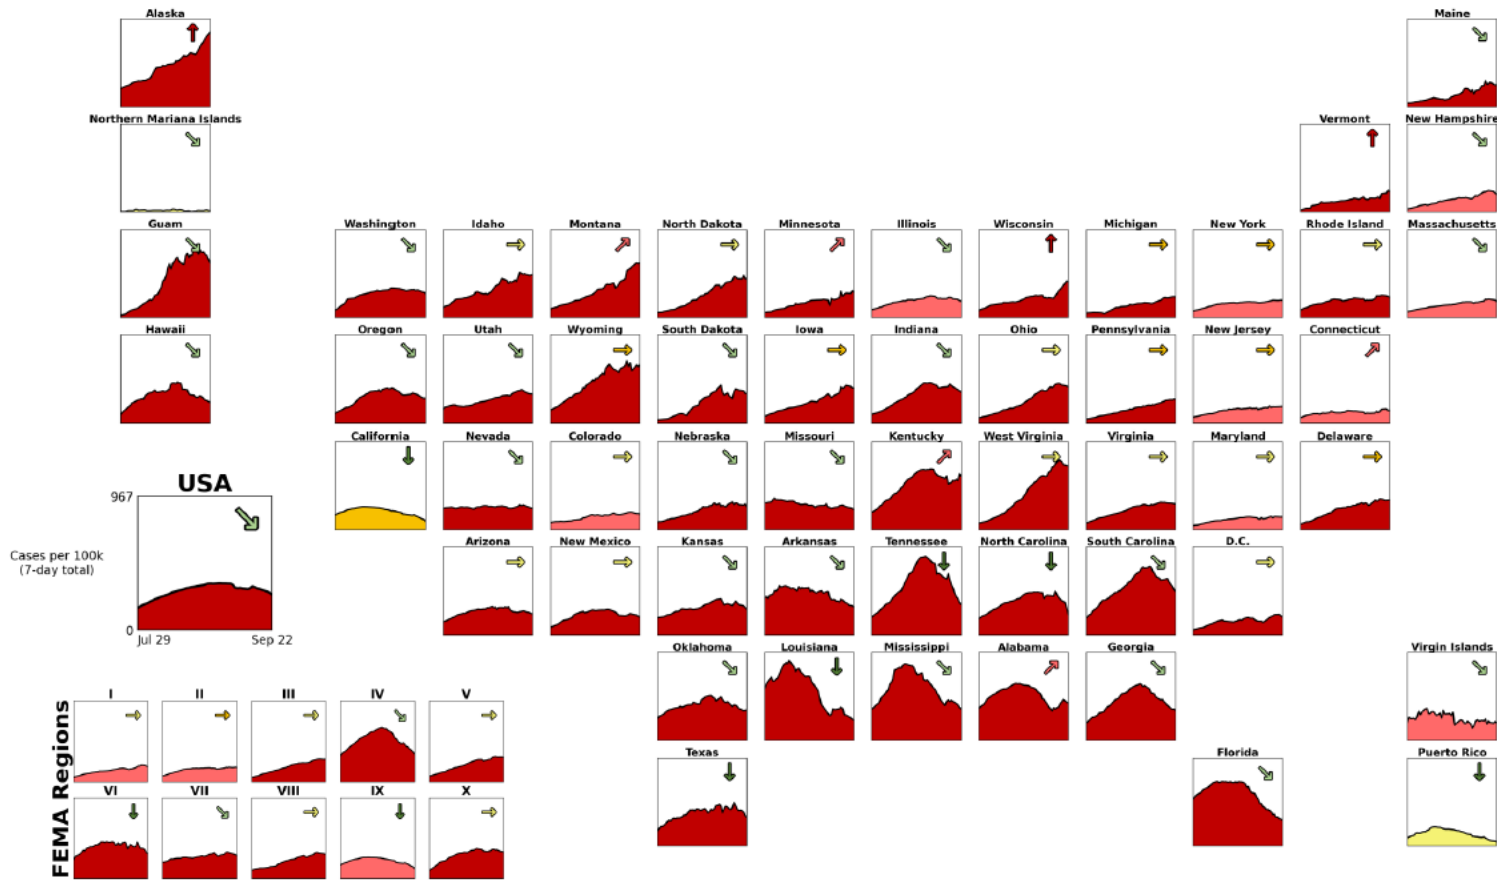 Alaska
Maine
Northern Mariana Islands
Vermont
New Hampshire
Guam
Washington
Idaho
Montana
North Dakota
Minnesota
Illinois
Wisconsin
Michigan
New York
Rhode Island
Massachusetts
Hawaii
Oregon
Utah
Wyoming
South Dakota
Iowa
Indiana
Ohio
Pennsylvania
New Jersey
Connecticut
California
Nevada
Colorado
Nebraska
Missouri
Kentucky
West Virginia
Virginia
Maryland
Delaware
USA
967
Cases per 100k
(7-day total)
0
Jul 29
Sep 22
Arizona
New Mexico
Kansas
Arkansas
Tennessee
North Carolina
South Carolina
D.C.
Oklahoma
Louisiana
Mississippi
Alabama
Georgia
Virgin Islands
Texas
Florida
Puerto Rico
FEMA Regions
I
II
III
IV
V
VI
VII
VIII
IX
X